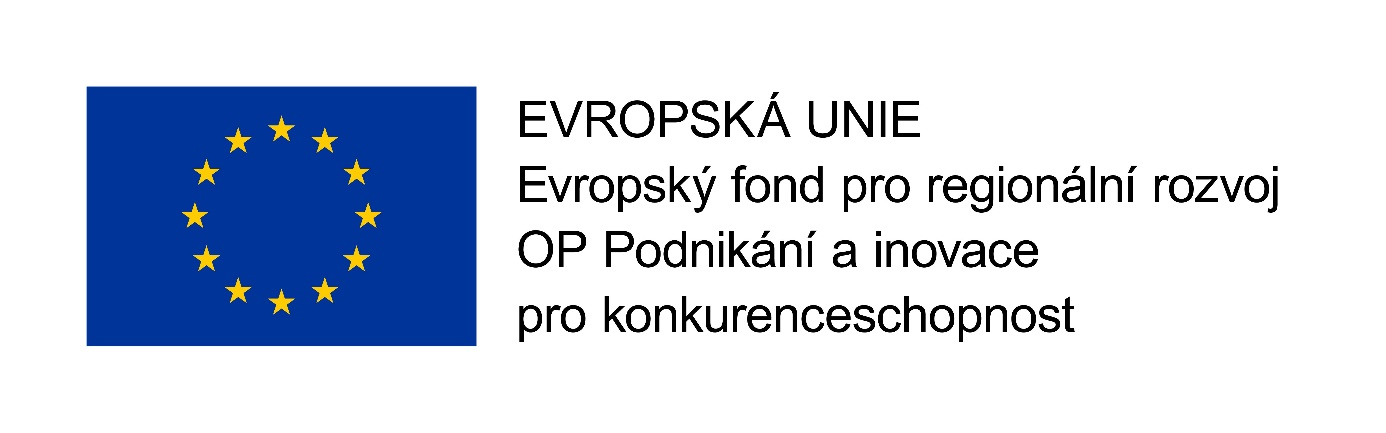 EVROPSKÁ UNIE
Evropský fond pro regionální rozvoj
OP Podnikání a inovace
pro konkurenceschopnost